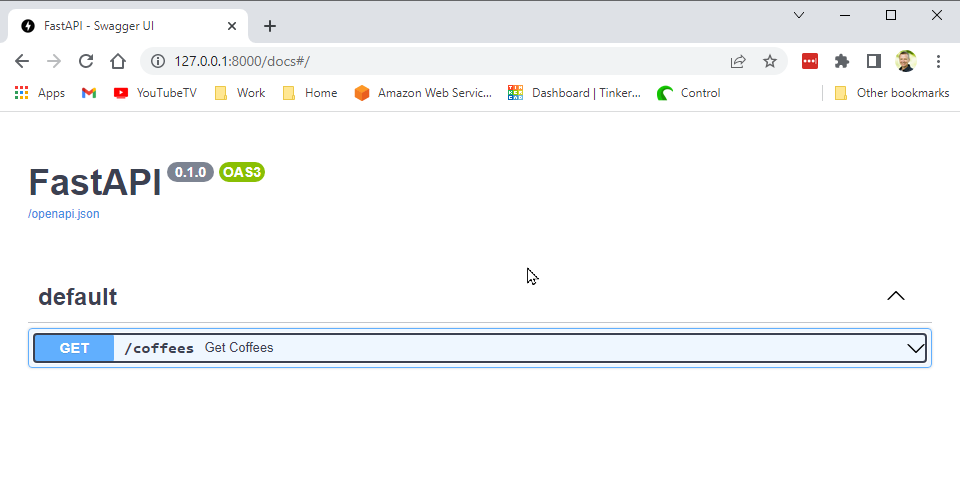 FastAPI - Swagger UI
127.0.0.1:8000/docs#/
Apps YouTubeTV Work Home Amazon Web Servic... Dashboard | Tinker... Control Other bookmarks
FastAPI 0.1.0 OAS3
/openapi.json
default
GET /coffees Get Coffees